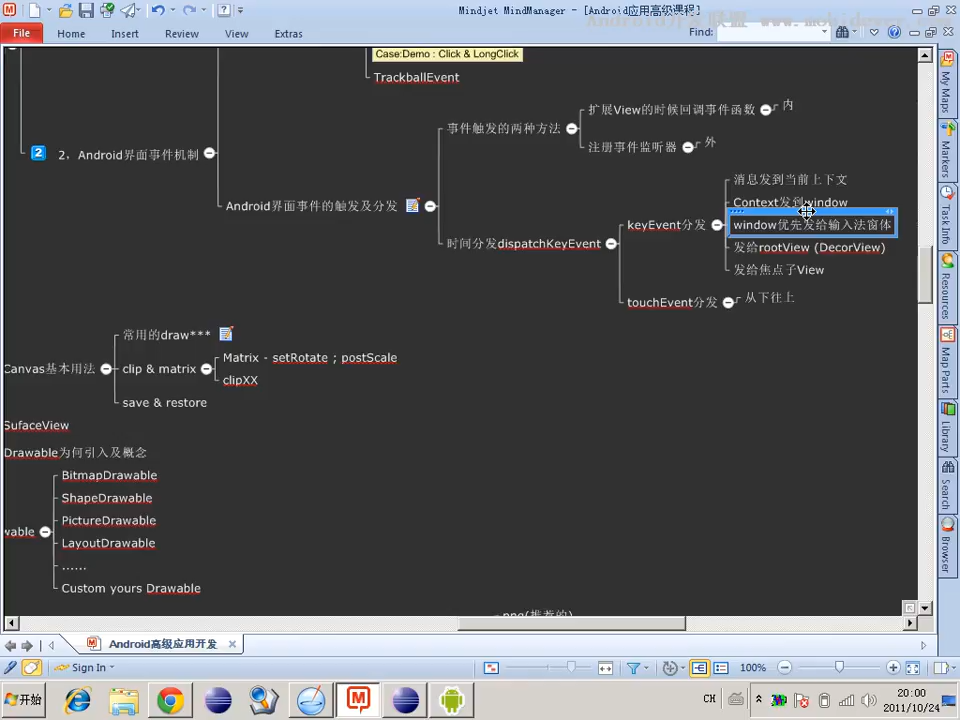 Mindjet MindManager - [Android应用高级课程]
File Home Insert Review View Extras Find:
Case:Demo : Click & LongClick
TrackballEvent
2 2，Android界面事件机制
Android界面事件的触发及分发
事件触发的两种方法
扩展View的时候回调事件函数 内
注册事件监听器 外
时间分发dispatchKeyEvent
keyEvent分发
消息发到当前上下文
Context发到window
window优先发给输入法窗体
发给rootView (DecorView)
发给焦点子View
touchEvent分发 从下往上
Canvas基本用法
常用的draw***
clip & matrix
Matrix - setRotate ; postScale
clipXX
save & restore
SufaceView
Drawable为何引入及概念
wable
BitmapDrawable
ShapeDrawable
PictureDrawable
LayoutDrawable
......
Custom yours Drawable
My Maps
Markers
Task Info
Resources
Map Parts
Library
Search
Browser
Android高级应用开发
Sign In 100%
开始 CH 20:00
2011/10/24